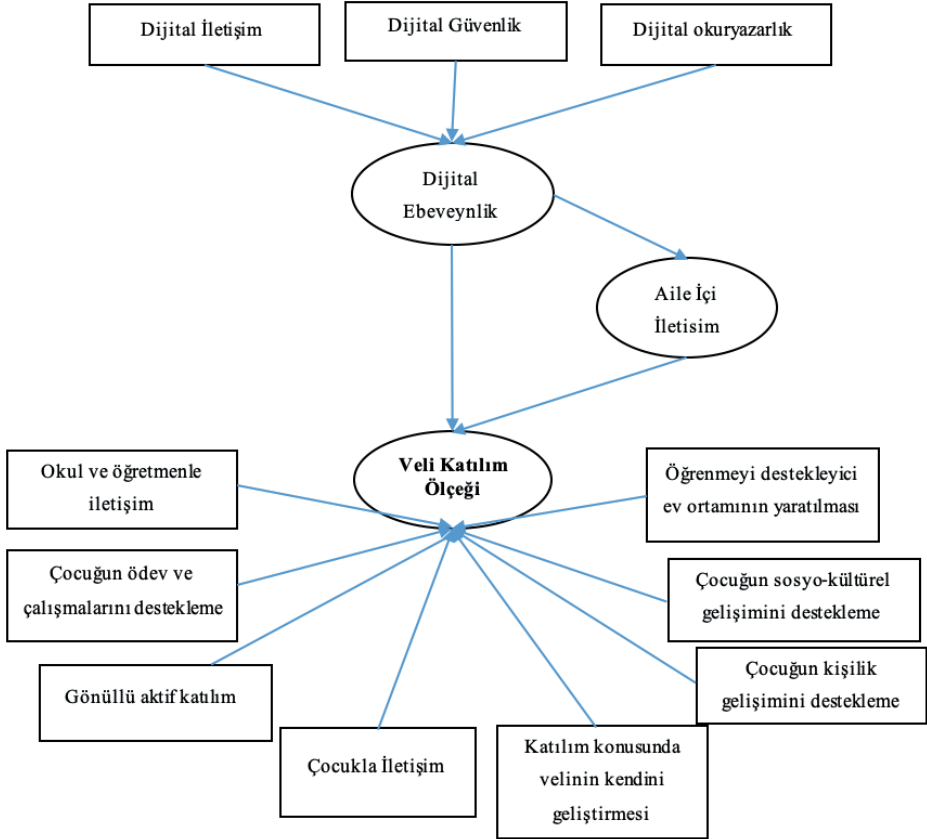 Dijital İletişim
Dijital Güvenlik
Dijital okuryazarlık
Dijital
Ebeveynlik
Aile İçi
İletisim
Veli Katılım
Ölçeği
Okul ve öğretmenle
iletişim
Öğrenmeyi destekleyici
ev ortamının yaratılması
Çocuğun ödev ve
çalışmalarını destekleme
Çocuğun sosyo-kültürel
gelişimini destekleme
Gönüllü aktif katılım
Çocuğun kişilik
gelişimini destekleme
Çocukla İletişim
Katılım konusunda
velinin kendini
geliştirmesi